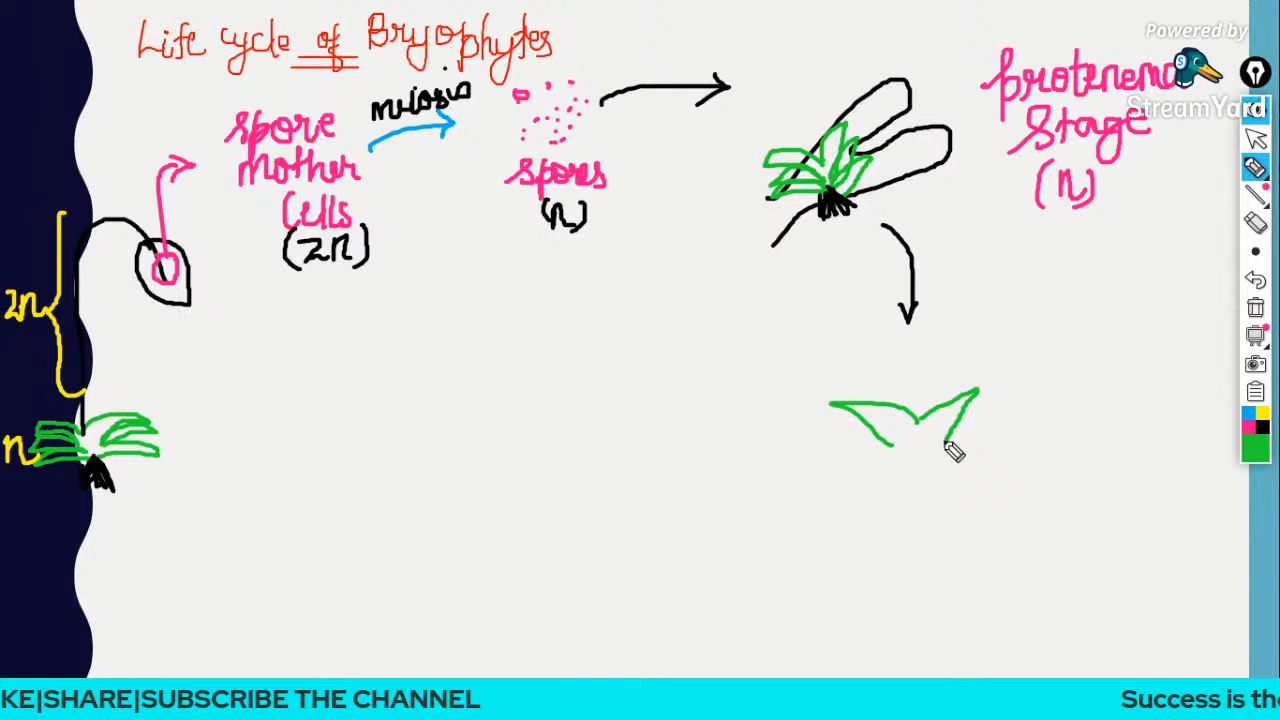 Life cycle of Bryophytes
Powered by
StreamYard
spore
mother
cells
(2n)
meiosis
spores
(n)
protenema
Stage
(n)
2n
n
KE|SHARE|SUBSCRIBE THE CHANNEL
Success is the